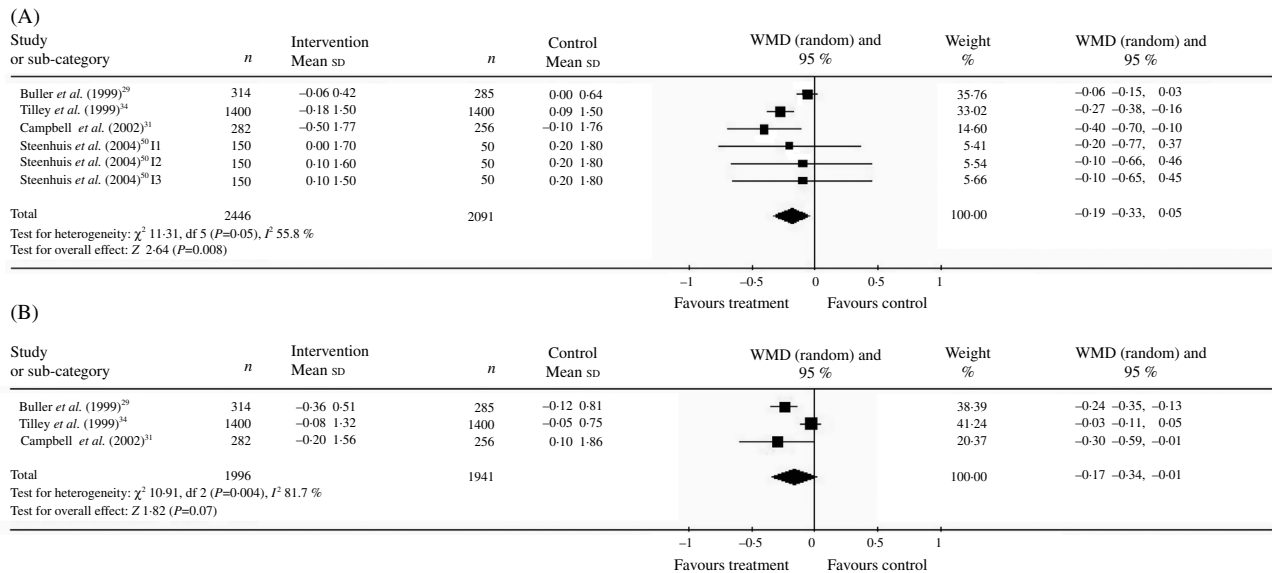 (A)
Study Intervention Control WMD (random) and Weight WMD (random) and
or sub-category n Mean SD n Mean SD 95 % % 95 %
Buller et al. (1999)²⁹ 314 –0·06 0·42 285 0·00 0·64 35·76 –0·06 –0·15, 0·03
Tilley et al. (1999)³⁴ 1400 –0·18 1·50 1400 0·09 1·50 33·02 –0·27 –0·38, –0·16
Campbell et al. (2002)³¹ 282 –0·50 1·77 256 –0·10 1·76 14·60 –0·40 –0·70, –0·10
Steenhuis et al. (2004)⁵⁰ I1 150 0·00 1·70 50 0·20 1·80 5·41 –0·20 –0·77, 0·37
Steenhuis et al. (2004)⁵⁰ I2 150 0·10 1·60 50 0·20 1·80 5·54 –0·10 –0·66, 0·46
Steenhuis et al. (2004)⁵⁰ I3 150 0·10 1·50 50 0·20 1·80 5·66 –0·10 –0·65, 0·45
Total 2446 2091 100·00 –0·19 –0·33, 0·05
Test for heterogeneity: χ² 11·31, df 5 (P=0·05), I² 55.8 %
Test for overall effect: Z 2·64 (P=0.008)
–1 –0·5 0 0·5 1
Favours treatment Favours control
(B)
Study Intervention Control WMD (random) and Weight WMD (random) and
or sub-category n Mean SD n Mean SD 95 % % 95 %
Buller et al. (1999)²⁹ 314 –0·36 0·51 285 –0·12 0·81 38·39 –0·24 –0·35, –0·13
Tilley et al. (1999)³⁴ 1400 –0·08 1·32 1400 –0·05 0·75 41·24 –0·03 –0·11, 0·05
Campbell et al. (2002)³¹ 282 –0·20 1·56 256 0·10 1·86 20·37 –0·30 –0·59, –0·01
Total 1996 1941 100·00 –0·17 –0·34, –0·01
Test for heterogeneity: χ² 10·91, df 2 (P=0·004), I² 81.7 %
Test for overall effect: Z 1·82 (P=0.07)
–1 –0·5 0 0·5 1
Favours treatment Favours control